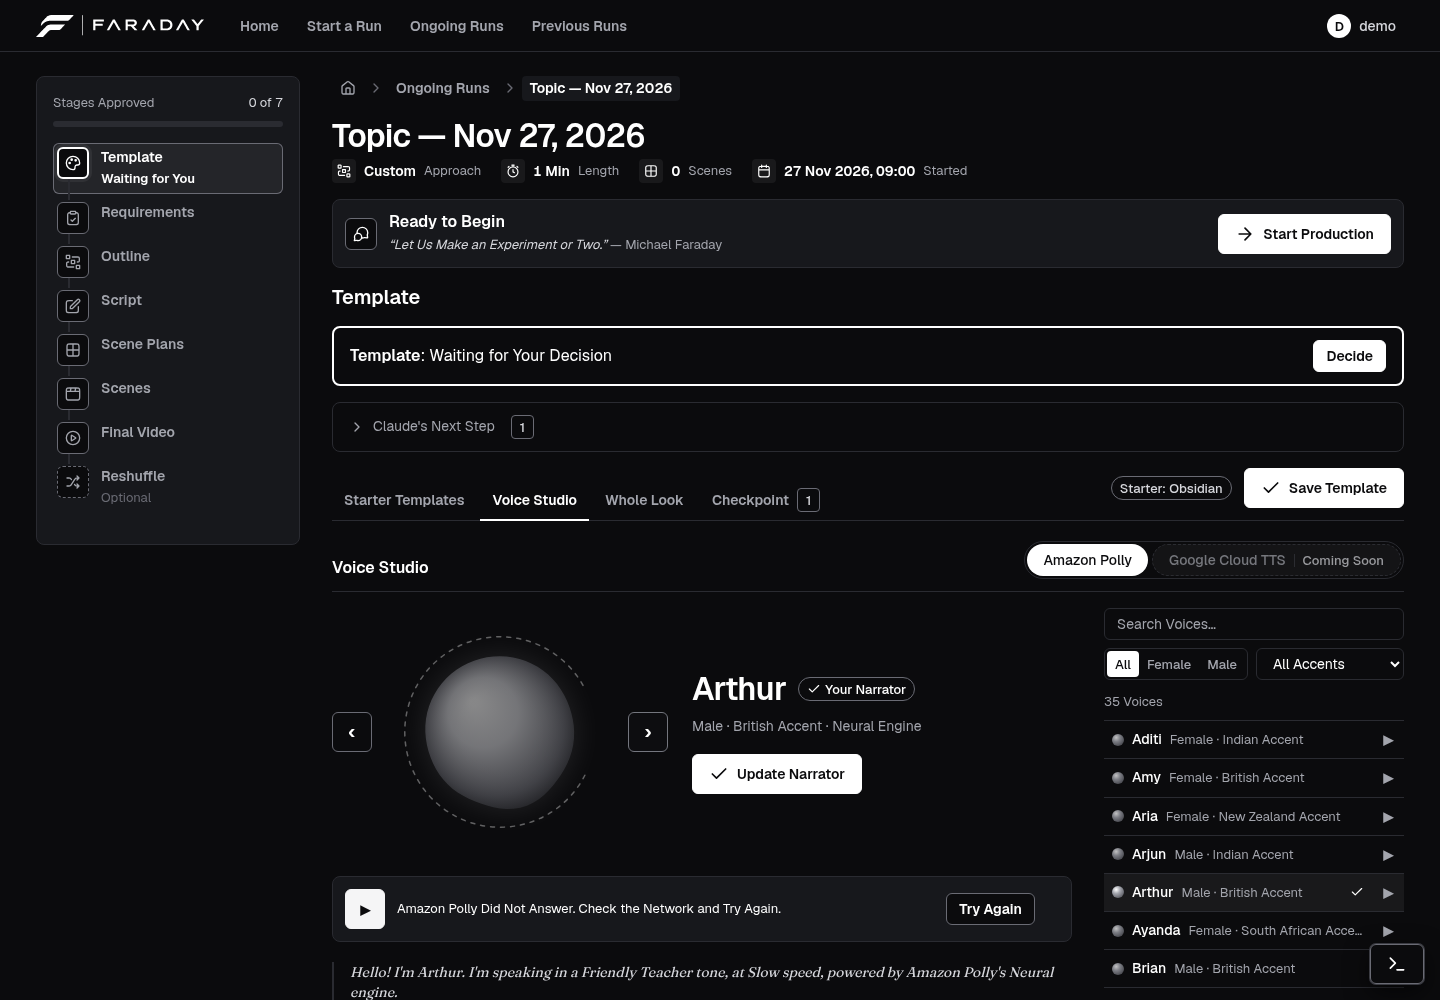 FARADAY
Home
Start a Run
Ongoing Runs
Previous Runs
D
demo
Stages Approved
0 of 7
Template
Waiting for You
Requirements
Outline
Script
Scene Plans
Scenes
Final Video
Reshuffle
Optional
Ongoing Runs
Topic — Nov 27, 2026
Topic — Nov 27, 2026
Custom Approach
1 Min Length
0 Scenes
27 Nov 2026, 09:00 Started
Ready to Begin
“Let Us Make an Experiment or Two.” — Michael Faraday
Start Production
Template
Template: Waiting for Your Decision
Decide
Claude's Next Step 1
Starter Templates
Voice Studio
Whole Look
Checkpoint 1
Starter: Obsidian
Save Template
Voice Studio
Amazon Polly
Google Cloud TTS
Coming Soon
Arthur
Your Narrator
Male · British Accent · Neural Engine
Update Narrator
Amazon Polly Did Not Answer. Check the Network and Try Again.
Try Again
Hello! I'm Arthur. I'm speaking in a Friendly Teacher tone, at Slow speed, powered by Amazon Polly's Neural
engine.
Search Voices…
All
Female
Male
All Accents
35 Voices
Aditi Female · Indian Accent
Amy Female · British Accent
Aria Female · New Zealand Accent
Arjun Male · Indian Accent
Arthur Male · British Accent
Ayanda Female · South African Acce…
Brian Male · British Accent